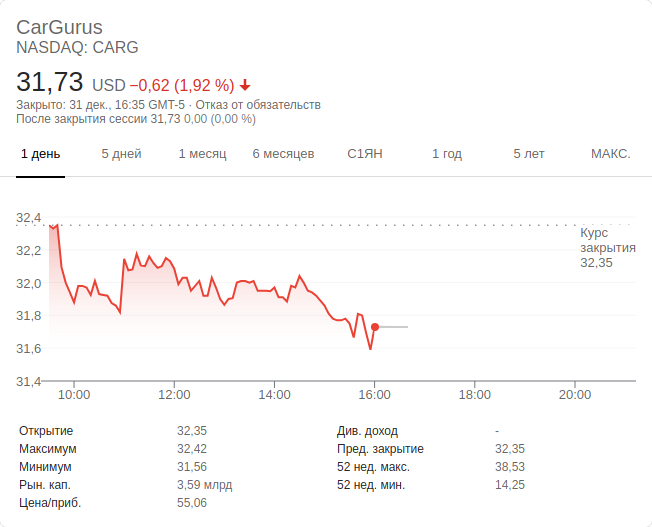 CarGurus
NASDAQ: CARG
31,73 USD −0,62 (1,92 %)
Закрыто: 31 дек., 16:35 GMT-5 · Отказ от обязательств
После закрытия сессии 31,73 0,00 (0,00 %)
1 день 5 дней 1 месяц 6 месяцев С1ЯН 1 год 5 лет МАКС.
32,4
32,2
32,0
31,8
31,6
31,4
Курс
закрытия
32,35
10:00 12:00 14:00 16:00 18:00 20:00
Открытие 32,35
Максимум 32,42
Минимум 31,56
Рын. кап. 3,59 млрд
Цена/приб. 55,06
Див. доход -
Пред. закрытие 32,35
52 нед. макс. 38,53
52 нед. мин. 14,25